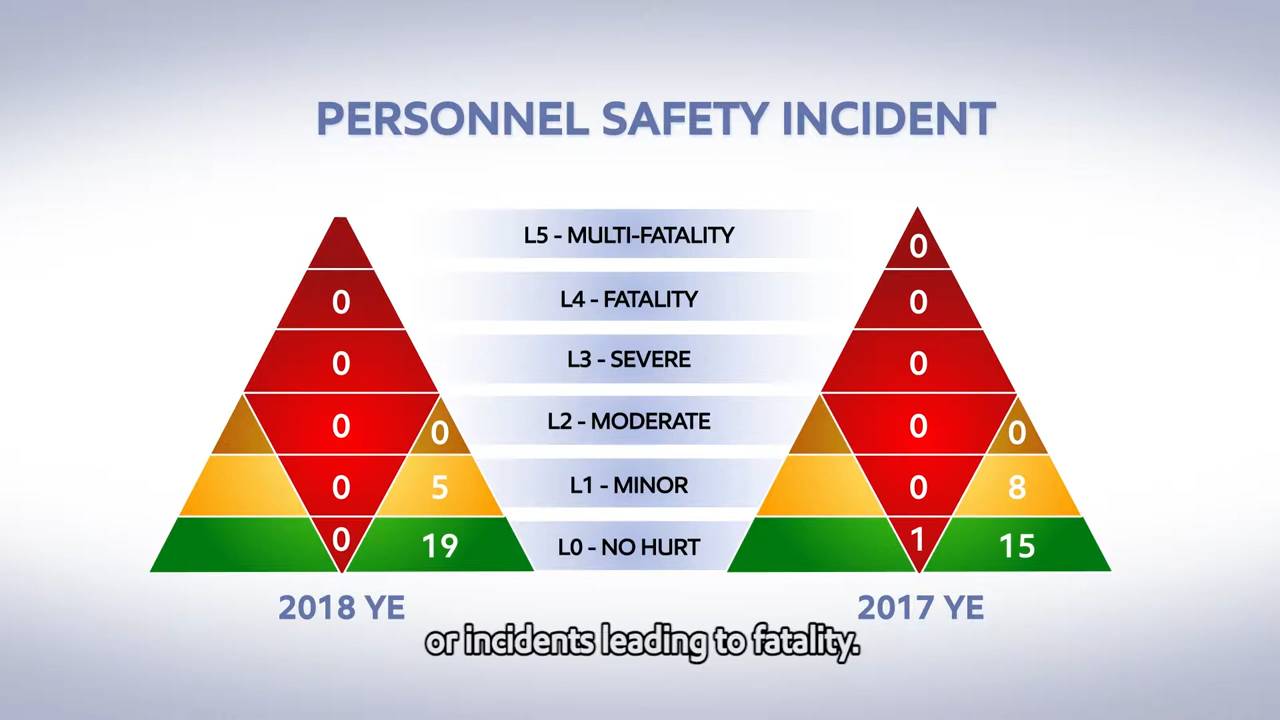 PERSONNEL SAFETY INCIDENT
L5 - MULTI-FATALITY
0
0
L4 - FATALITY
0
0
L3 - SEVERE
0
0
0
L2 - MODERATE
0
0
0
5
L1 - MINOR
0
8
0
19
L0 - NO HURT
1
15
2018 YE
2017 YE
or incidents leading to fatality.